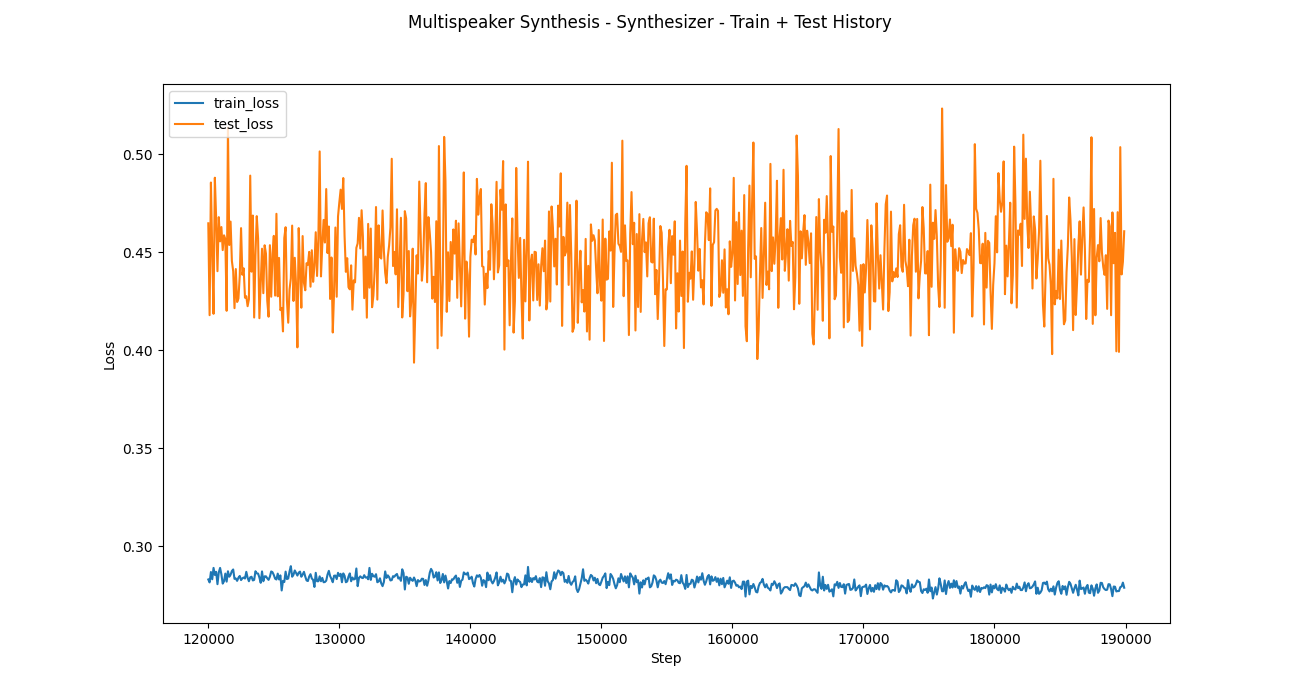 Multispeaker Synthesis - Synthesizer - Train + Test History
train_loss
test_loss
0.50
0.45
0.40
0.35
0.30
Loss
120000 130000 140000 150000 160000 170000 180000 190000
Step